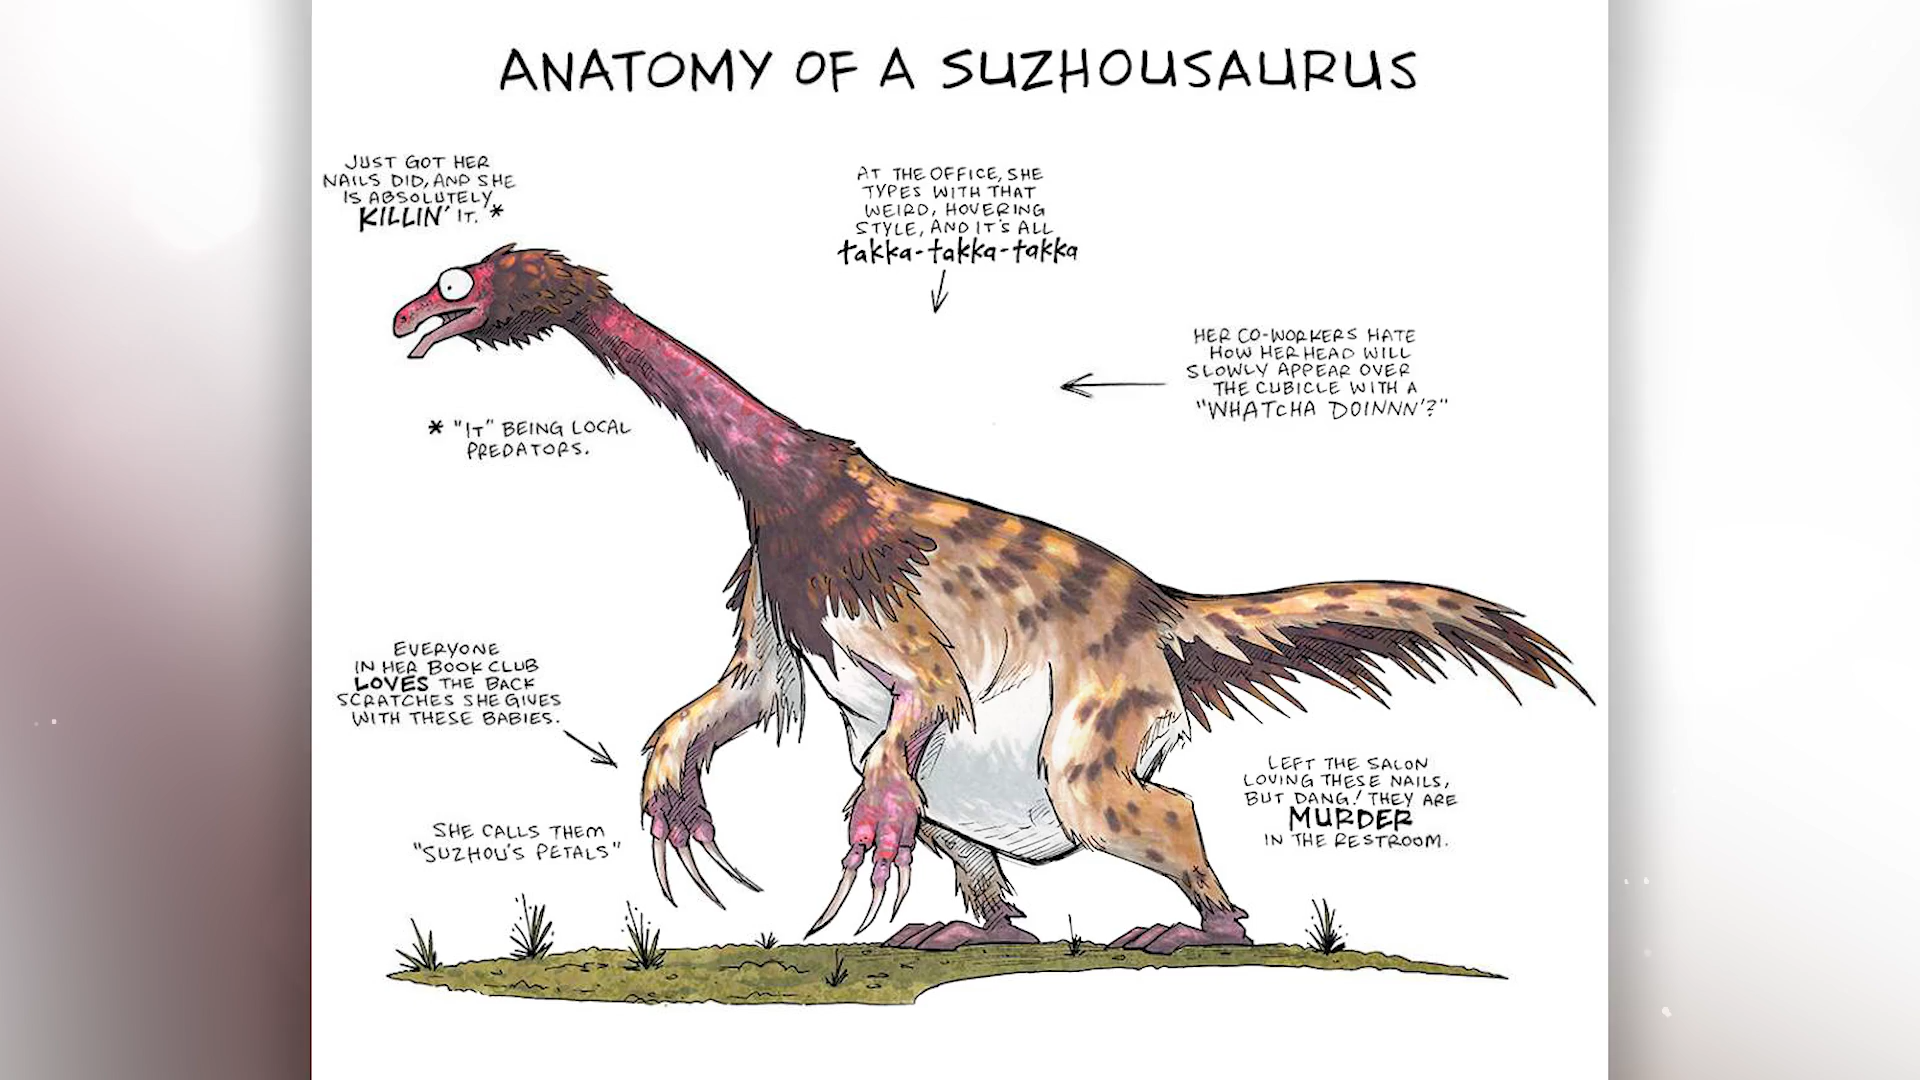 ANATOMY OF A SUZHOUSAURUS
JUST GOT HER
NAILS DID, AND SHE
IS ABSOLUTELY
KILLIN' IT. *
AT THE OFFICE, SHE
TYPES WITH THAT
WEIRD, HOVERING
STYLE, AND IT'S ALL
takka-takka-takka
HER CO-WORKERS HATE
HOW HER HEAD WILL
SLOWLY APPEAR OVER
THE CUBICLE WITH A
"WHATCHA DOINNN'?"
* "IT" BEING LOCAL
PREDATORS.
EVERYONE
IN HER BOOK CLUB
LOVES THE BACK
SCRATCHES SHE GIVES
WITH THESE BABIES.
SHE CALLS THEM
"SUZHOU'S PETALS"
LEFT THE SALON
LOVING THESE NAILS,
BUT DANG! THEY ARE
MURDER
IN THE RESTROOM.